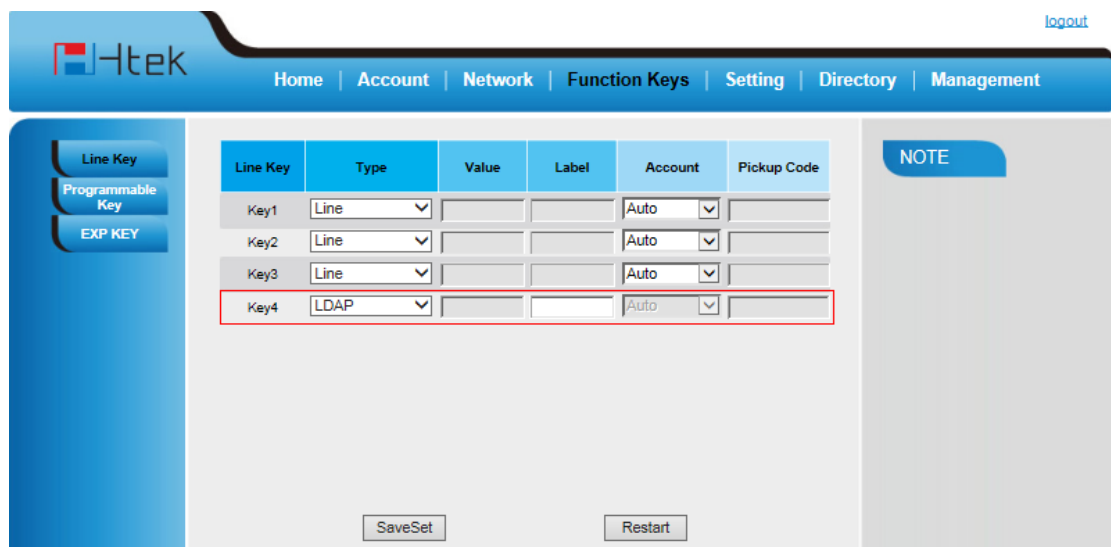 logout
Htek
Home | Account | Network | Function Keys | Setting | Directory | Management
Line Key
Programmable
Key
EXP KEY
Line Key Type Value Label Account Pickup Code
Key1 Line Auto
Key2 Line Auto
Key3 Line Auto
Key4 LDAP Auto
SaveSet Restart
NOTE